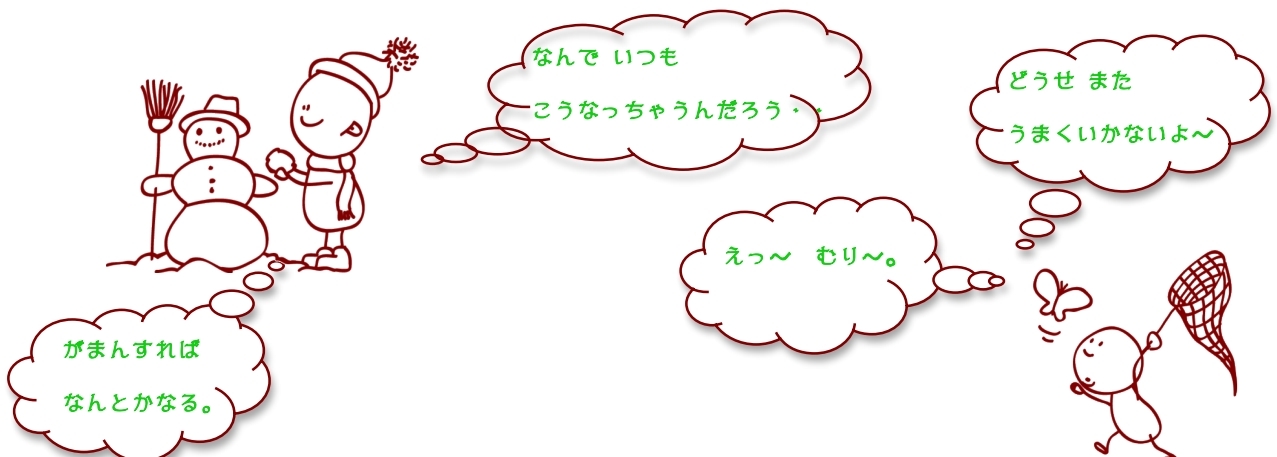 なんで いつも
こうなっちゃうんだろう・・
どうせ また
うまくいかないよ～
えっ～ むり～。
がまんすれば
なんとかなる。